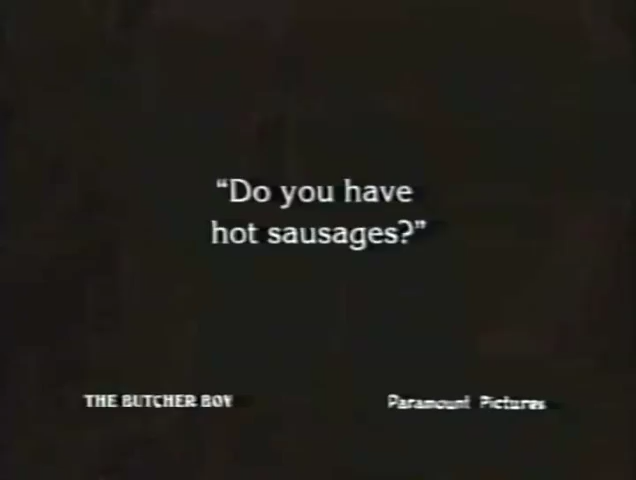 “Do you have
hot sausages?”
THE BUTCHER BOY
Paramount Pictures